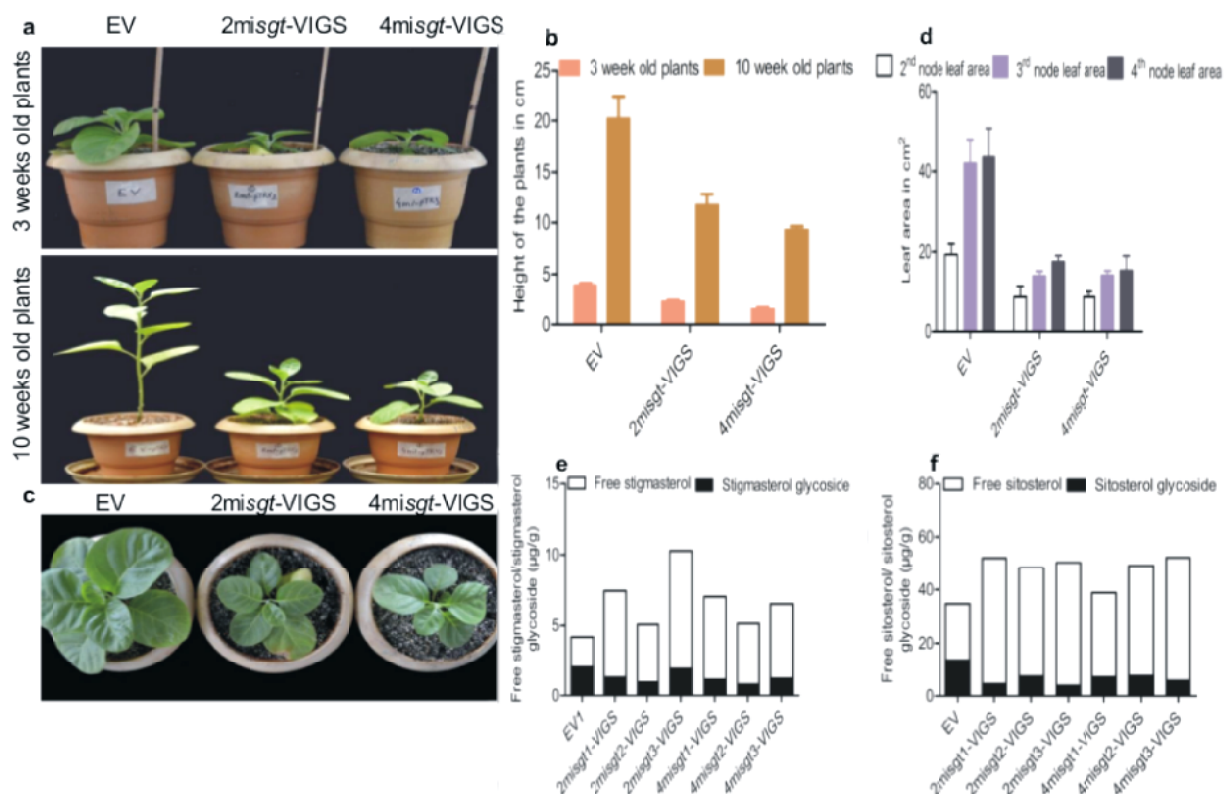 a
EV 2misgt-VIGS 4misgt-VIGS
3 weeks old plants
EV
10 weeks old plants
c
EV 2misgt-VIGS 4misgt-VIGS
b
3 week old plants 10 week old plants
Height of the plants in cm
25
20
15
10
5
0
EV
2misgt-VIGS
4misgt-VIGS
d
2nd node leaf area 3rd node leaf area 4th node leaf area
Leaf area in cm2
60
40
20
0
EV
2misgt-VIGS
e
Free stigmasterol Stigmasterol glycoside
Free stigmasterol/stigmasterol
glycoside (µg/g)
15
10
5
0
EV1
2misgt1-VIGS
2misgt2-VIGS
2misgt3-VIGS
4misgt1-VIGS
4misgt2-VIGS
4misgt3-VIGS
f
Free sitosterol Sitosterol glycoside
Free sitosterol/ sitosterol
glycoside (µg/g)
80
60
40
20
0
EV
2misgt1-VIGS
2misgt2-VIGS
2misgt3-VIGS
4misgt1-VIGS
4misgt2-VIGS
4misgt3-VIGS